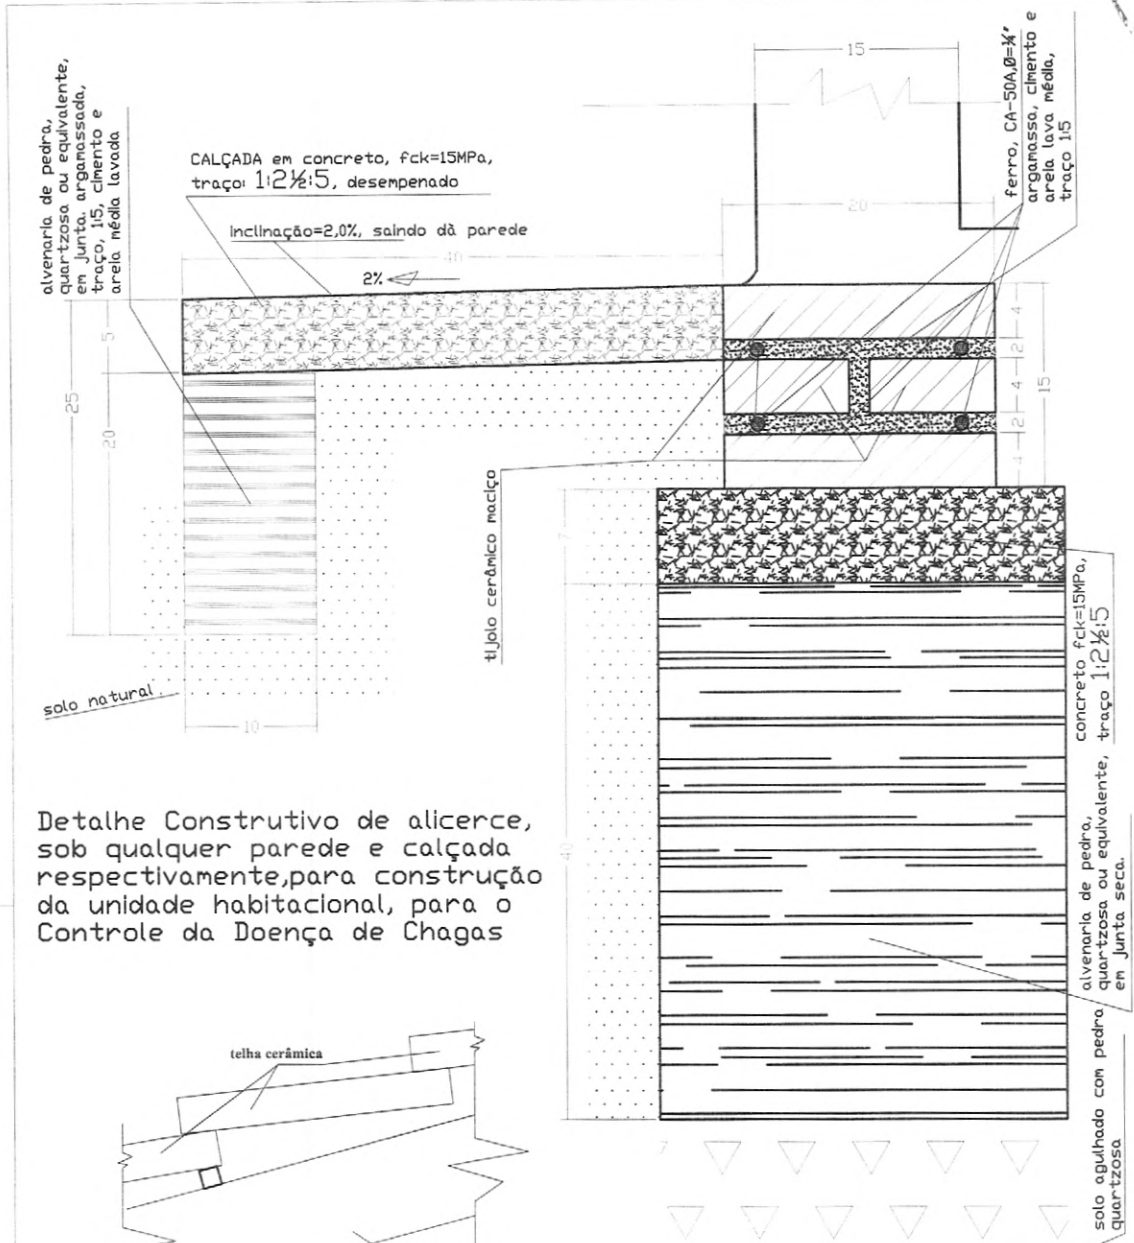 alvenaria de pedra,
quartzosa ou equivalente,
em junta. argamassada,
traço, 1:5, cimento e
areia média lavada
CALÇADA em concreto, fck=15MPa,
traço: 1:2½:5, desempenado
inclinação=2,0%, saindo dà parede
40
2%
15
20
ferro, CA-50A,Ø=¼"
argamassa, cimento e
areia lava média,
traço 1:5
5
25
20
10
4
2
4
2
4
15
7
40
tijolo cerâmico maciço
solo natural
concreto fck=15MPa,
traço 1:2½:5
alvenaria de pedra,
quartzosa ou equivalente,
em junta seca.
solo agulhado com pedra
quartzosa
Detalhe Construtivo de alicerce,
sob qualquer parede e calçada
respectivamente,para construção
da unidade habitacional, para o
Controle da Doença de Chagas
telha cerâmica